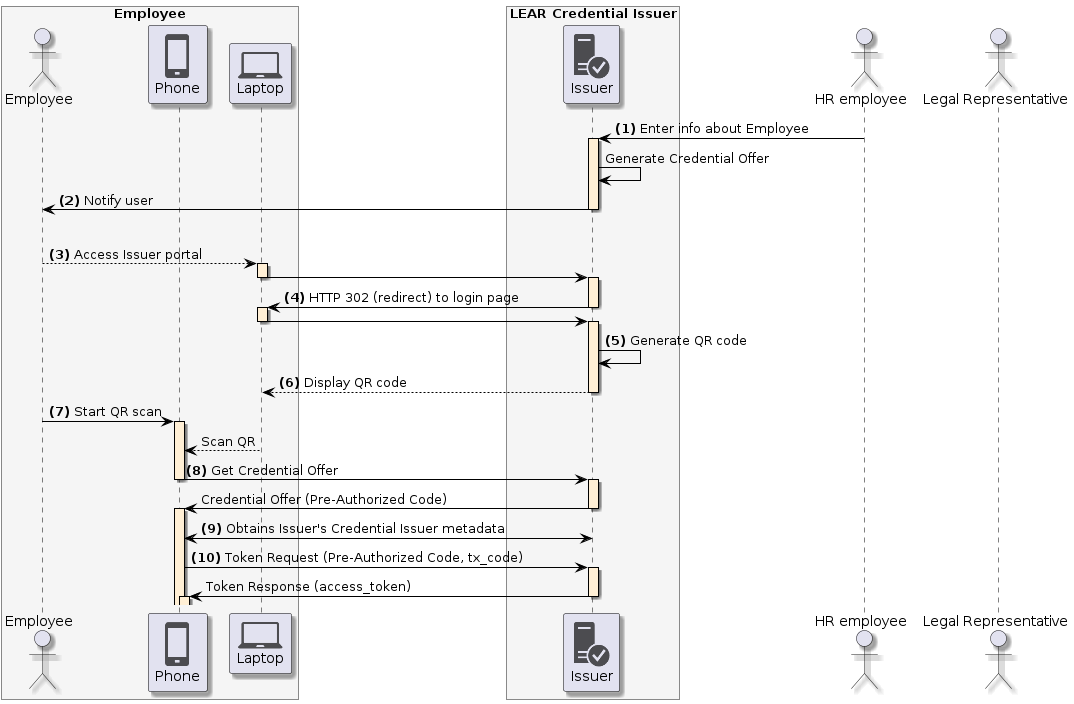 Employee
LEAR Credential Issuer
Employee
Phone
Laptop
Issuer
HR employee
Legal Representative
(1) Enter info about Employee
Generate Credential Offer
(2) Notify user
(3) Access Issuer portal
(4) HTTP 302 (redirect) to login page
(5) Generate QR code
(6) Display QR code
(7) Start QR scan
Scan QR
(8) Get Credential Offer
Credential Offer (Pre-Authorized Code)
(9) Obtains Issuer's Credential Issuer metadata
(10) Token Request (Pre-Authorized Code, tx_code)
Token Response (access_token)
Employee
Phone
Laptop
Issuer
HR employee
Legal Representative